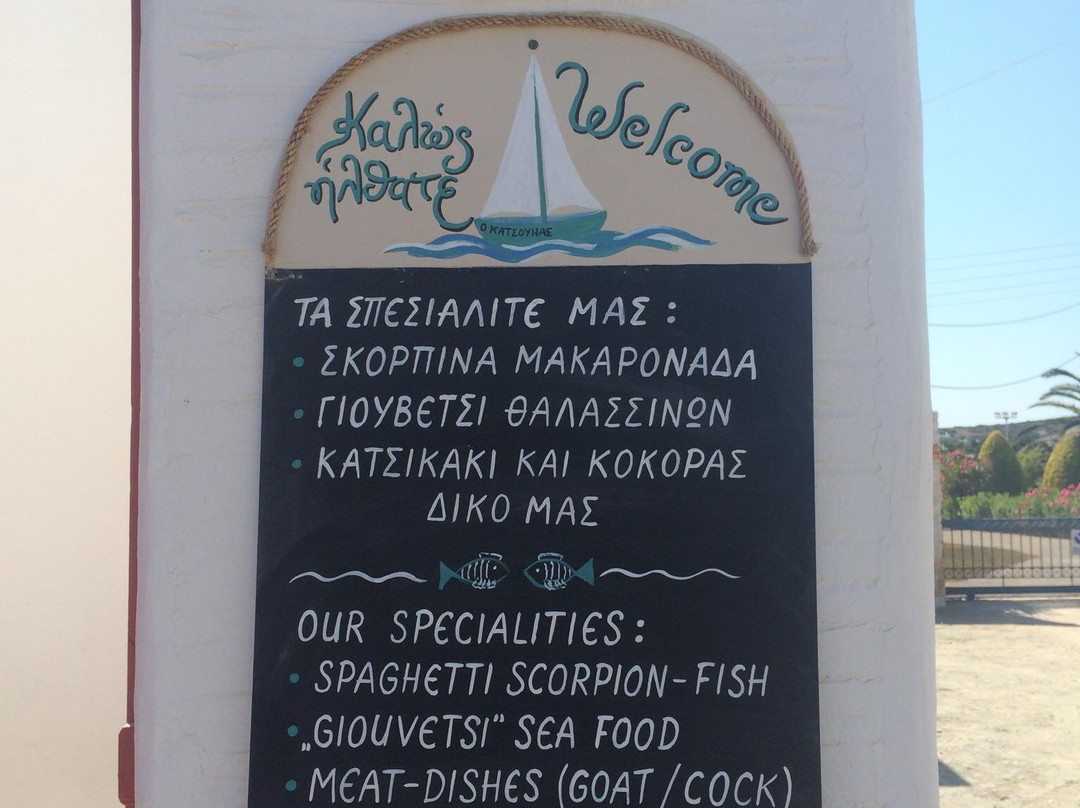 Καλώς
ήλθατε
Welcome
Ο ΚΑΤΣΟΥΝΑΣ
ΤΑ ΣΠΕΣΙΑΛΙΤΕ ΜΑΣ :
• ΣΚΟΡΠΙΝΑ ΜΑΚΑΡΟΝΑΔΑ
• ΓΙΟΥΒΕΤΣΙ ΘΑΛΑΣΣΙΝΩΝ
• ΚΑΤΣΙΚΑΚΙ ΚΑΙ ΚΟΚΟΡΑΣ
ΔΙΚΟ ΜΑΣ
OUR SPECIALITIES :
• SPAGHETTI SCORPION-FISH
• „GIOUVETSI“ SEA FOOD
• MEAT-DISHES (GOAT/COCK)